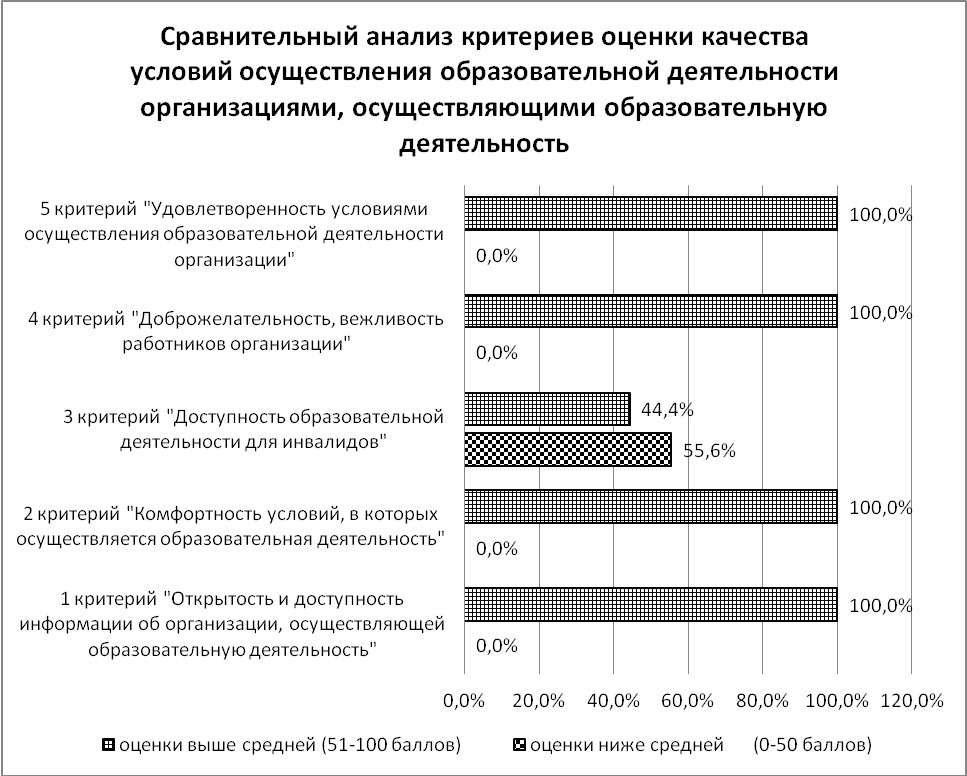 Сравнительный анализ критериев оценки качества
условий осуществления образовательной деятельности
организациями, осуществляющими образовательную
деятельность
5 критерий "Удовлетворенность условиями
осуществления образовательной деятельности
организации"
100,0%
0,0%
4 критерий "Доброжелательность, вежливость
работников организации"
100,0%
0,0%
3 критерий "Доступность образовательной
деятельности для инвалидов"
44,4%
55,6%
2 критерий "Комфортность условий, в которых
осуществляется образовательная деятельность"
100,0%
0,0%
1 критерий "Открытость и доступность
информации об организации, осуществляющей
образовательную деятельность"
100,0%
0,0%
0,0% 20,0% 40,0% 60,0% 80,0% 100,0% 120,0%
оценки выше средней (51-100 баллов) оценки ниже средней (0-50 баллов)